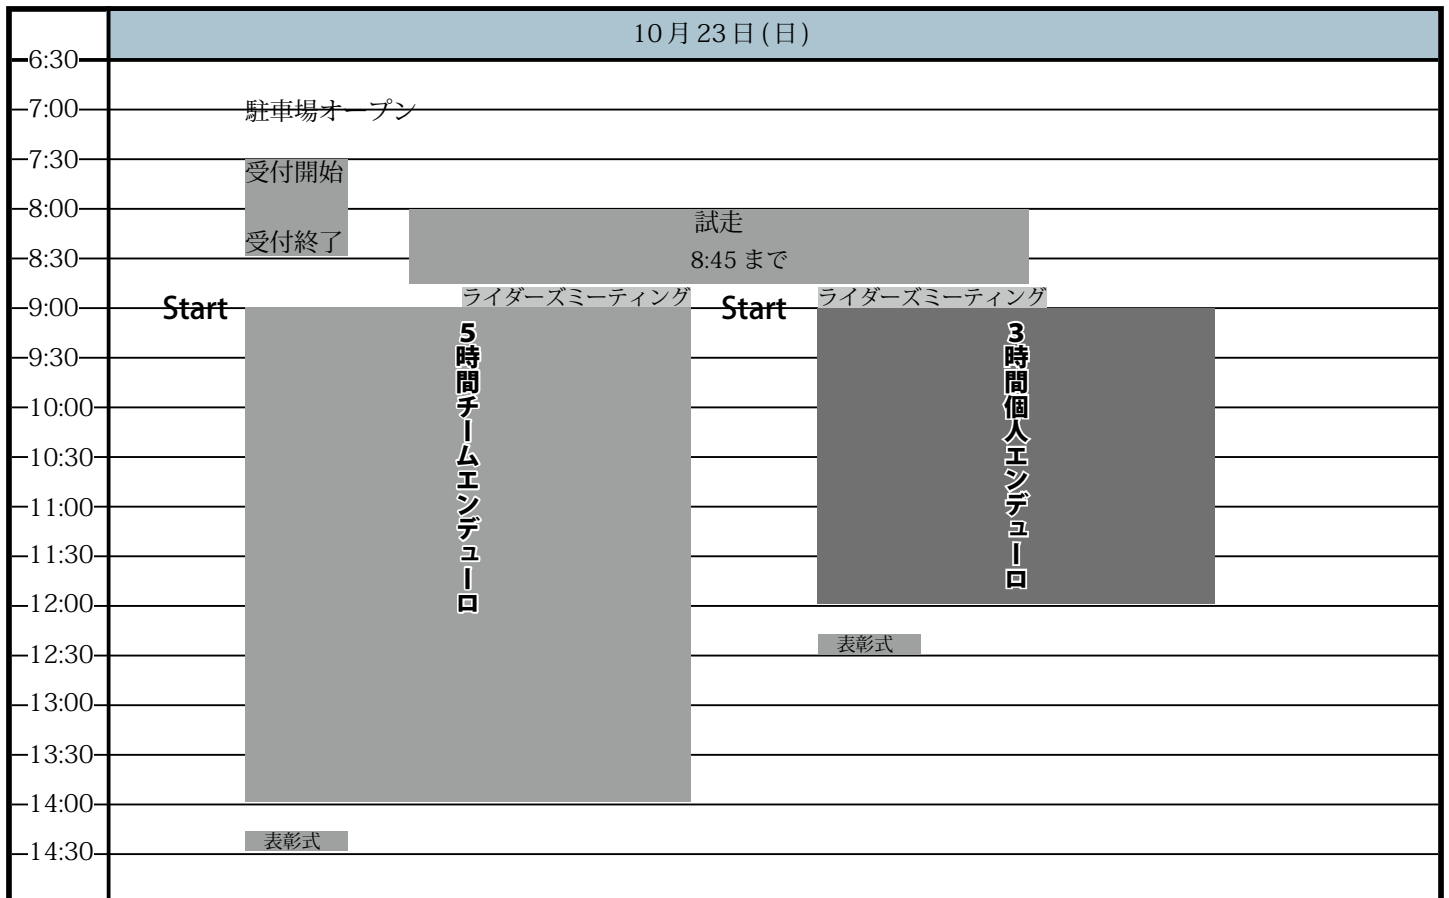 10月23日(日)
6:30
7:00
駐車場オープン
7:30
受付開始
8:00
試走
受付終了
8:30
8:45 まで
ライダーズミーティング
ライダーズミーティング
9:00
Start
Start
5時間チームエンデューロ
3時間個人エンデューロ
9:30
10:00
10:30
11:00
11:30
12:00
12:30
表彰式
13:00
13:30
14:00
表彰式
14:30